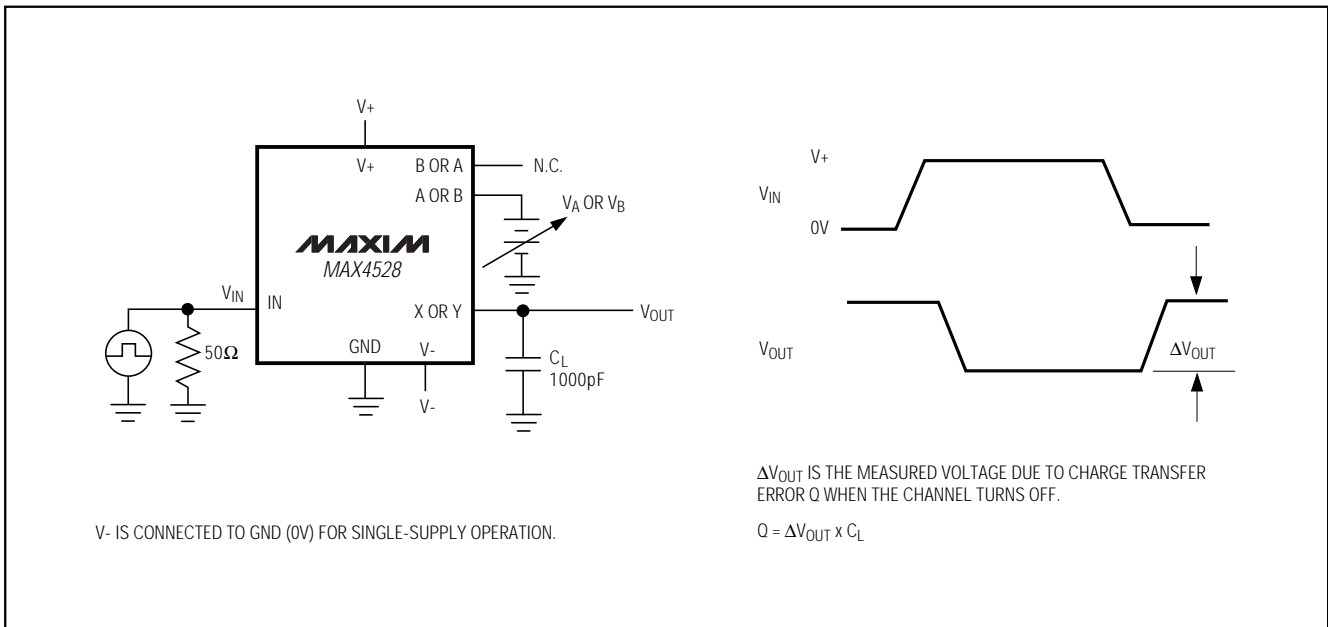 V+
V+
B OR A
N.C.
A OR B
VA OR VB
MAXIM
MAX4528
VIN
IN
X OR Y
VOUT
50Ω
GND
V-
CL
1000pF
V-
V- IS CONNECTED TO GND (0V) FOR SINGLE-SUPPLY OPERATION.
V+
VIN
0V
VOUT
ΔVOUT
ΔVOUT IS THE MEASURED VOLTAGE DUE TO CHARGE TRANSFER
ERROR Q WHEN THE CHANNEL TURNS OFF.
Q = ΔVOUT x CL